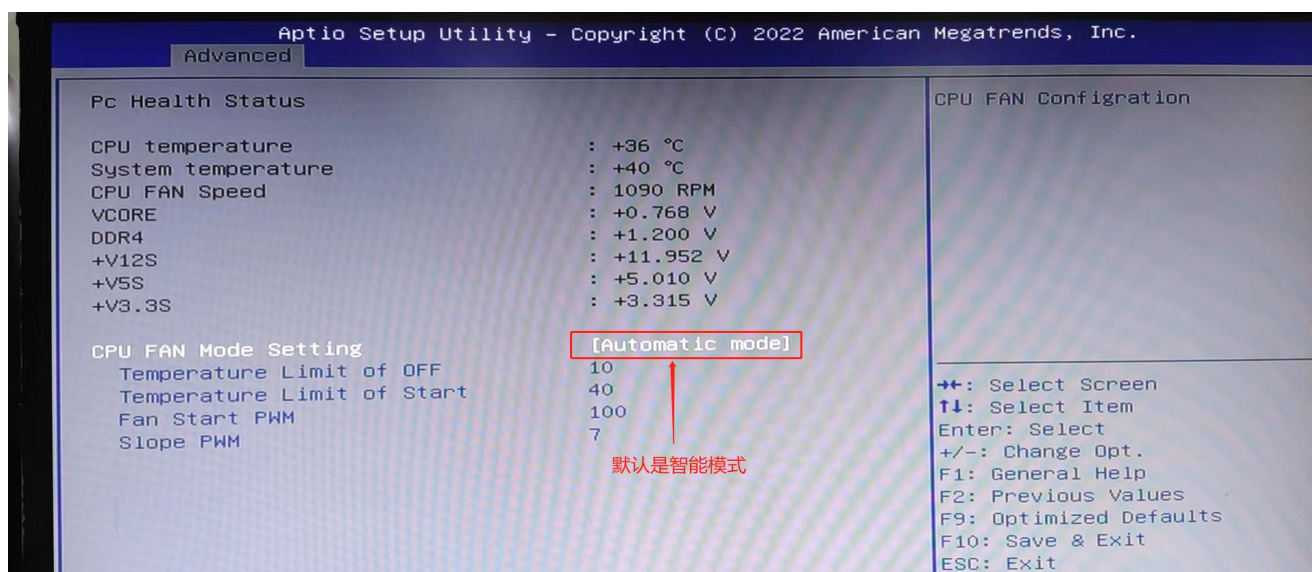 Aptio Setup Utility - Copyright (C) 2022 American Megatrends, Inc.
Advanced
Pc Health Status
CPU temperature : +36 °C
System temperature : +40 °C
CPU FAN Speed : 1090 RPM
VCORE : +0.768 V
DDR4 : +1.200 V
+V12S : +11.952 V
+V5S : +5.010 V
+V3.3S : +3.315 V
CPU FAN Mode Setting [Automatic mode]
Temperature Limit of OFF 10
Temperature Limit of Start 40
Fan Start PWM 100
Slope PWM 7
默认是智能模式
CPU FAN Configration
→←: Select Screen
↑↓: Select Item
Enter: Select
+/-: Change Opt.
F1: General Help
F2: Previous Values
F9: Optimized Defaults
F10: Save & Exit
ESC: Exit